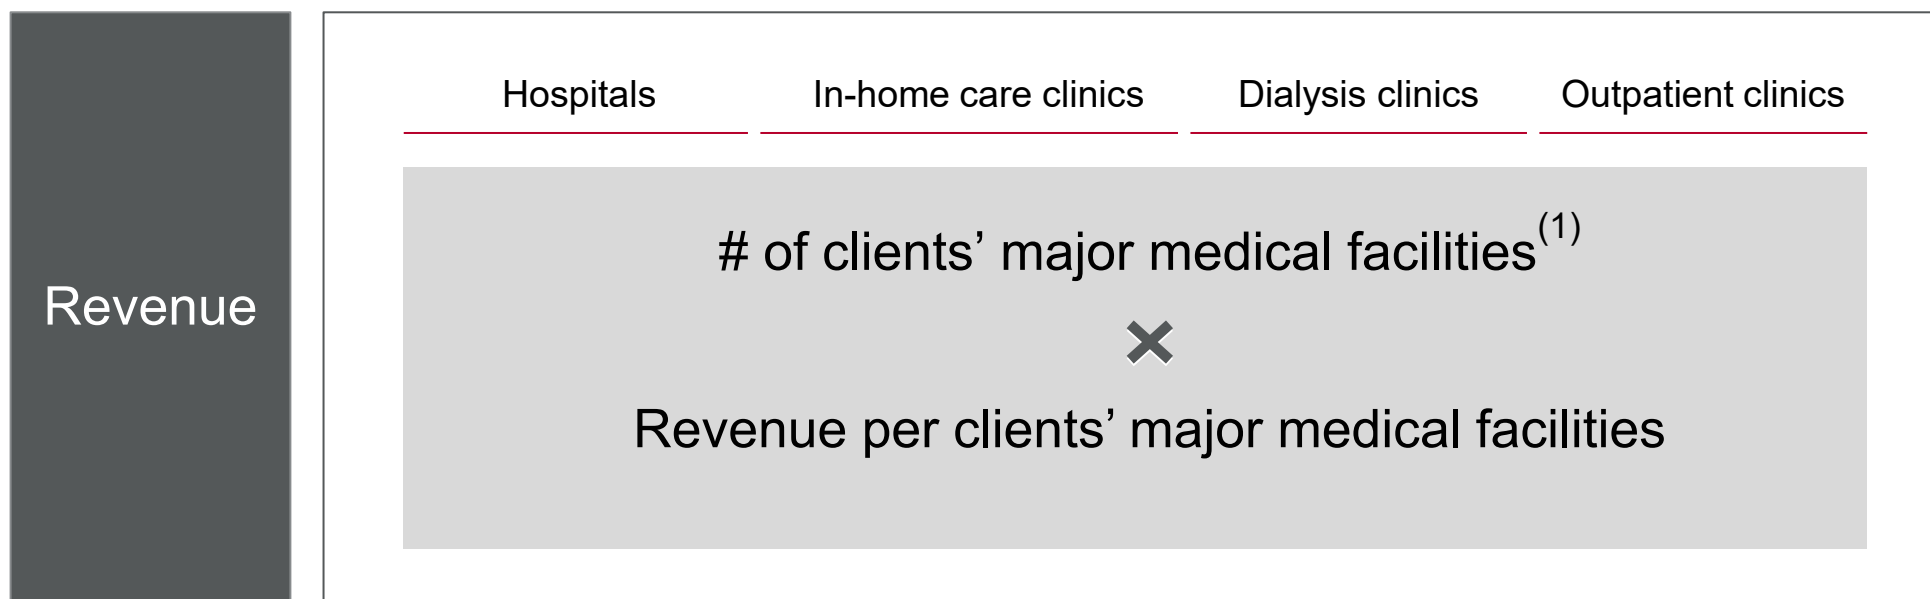 Revenue
Hospitals
In-home care clinics
Dialysis clinics
Outpatient clinics
# of clients’ major medical facilities(1)
×
Revenue per clients’ major medical facilities